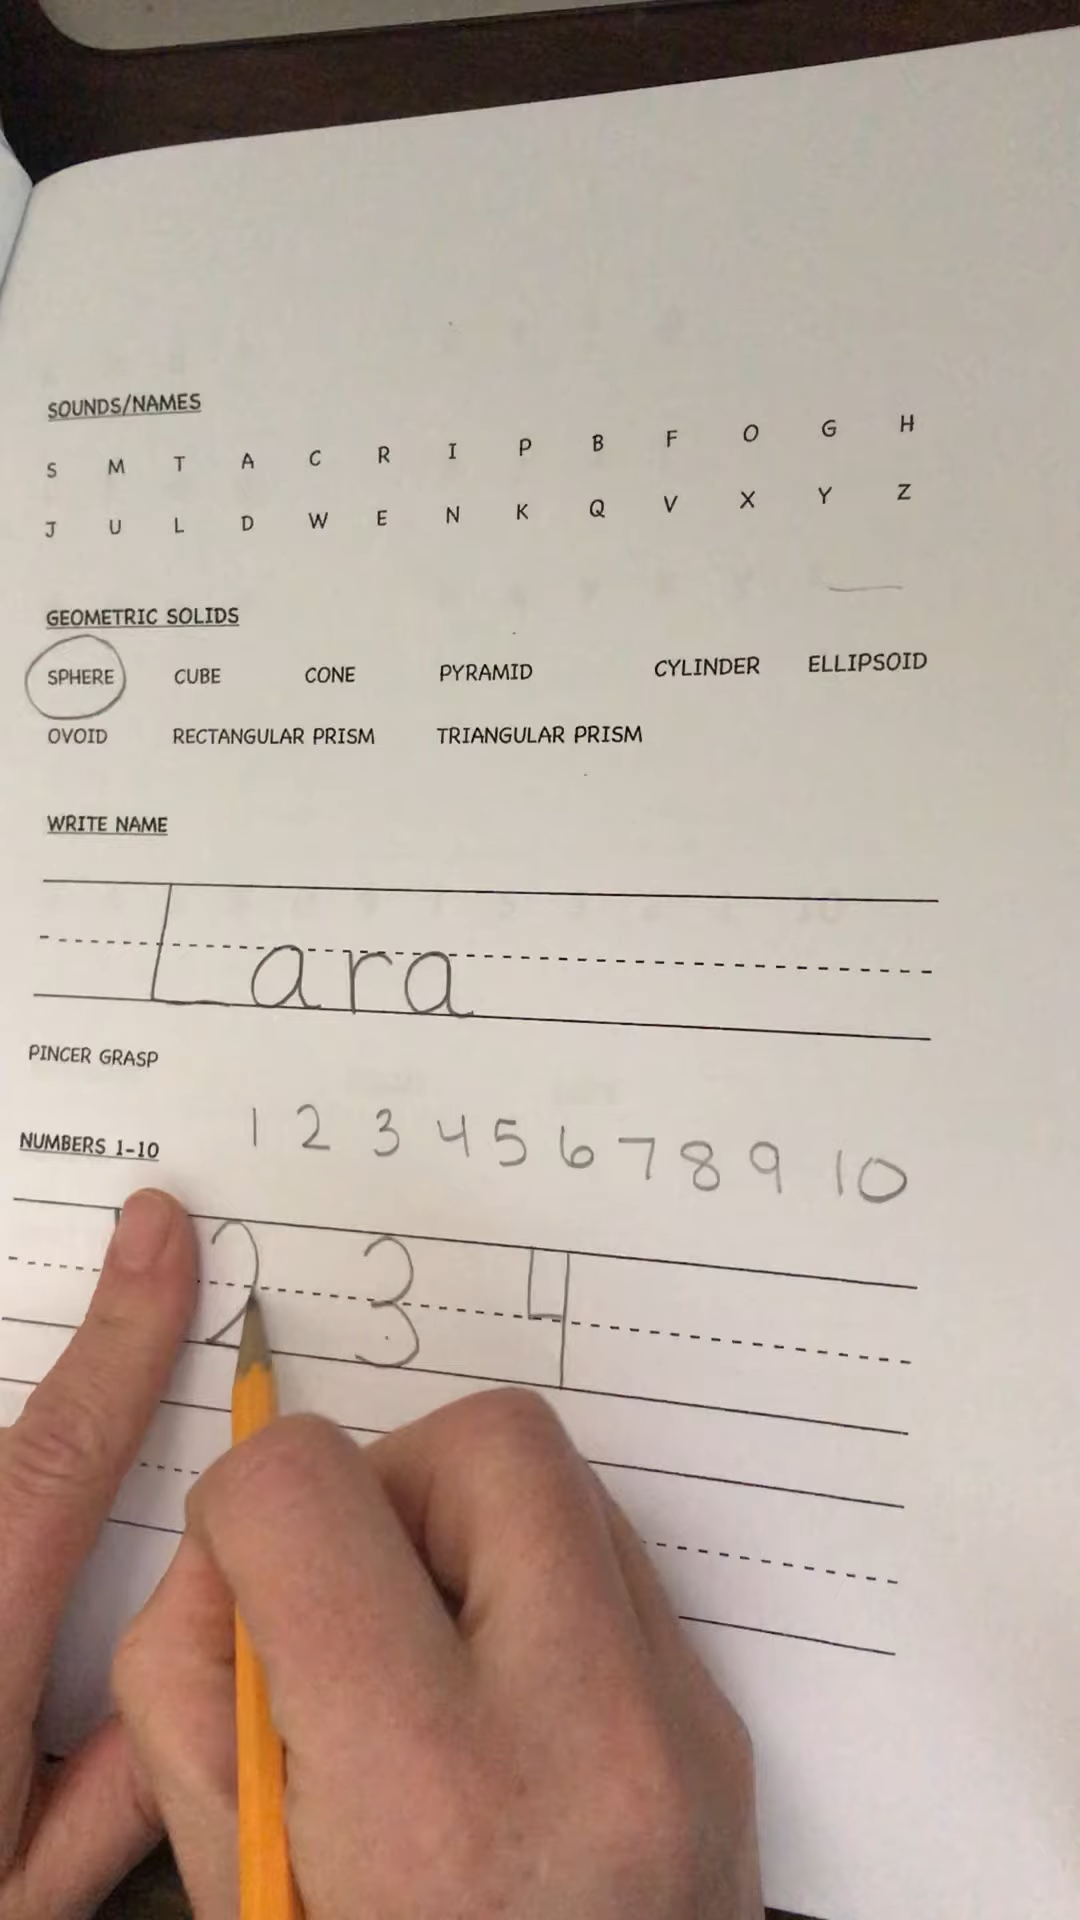 SOUNDS/NAMES
S M T A C R I P B F O G H
J U L D W E N K Q V X Y Z
GEOMETRIC SOLIDS
SPHERE CUBE CONE PYRAMID CYLINDER ELLIPSOID
OVOID RECTANGULAR PRISM TRIANGULAR PRISM
WRITE NAME
Lara
PINCER GRASP
1 2 3 4 5 6 7 8 9 10
NUMBERS 1-10
2 3 4